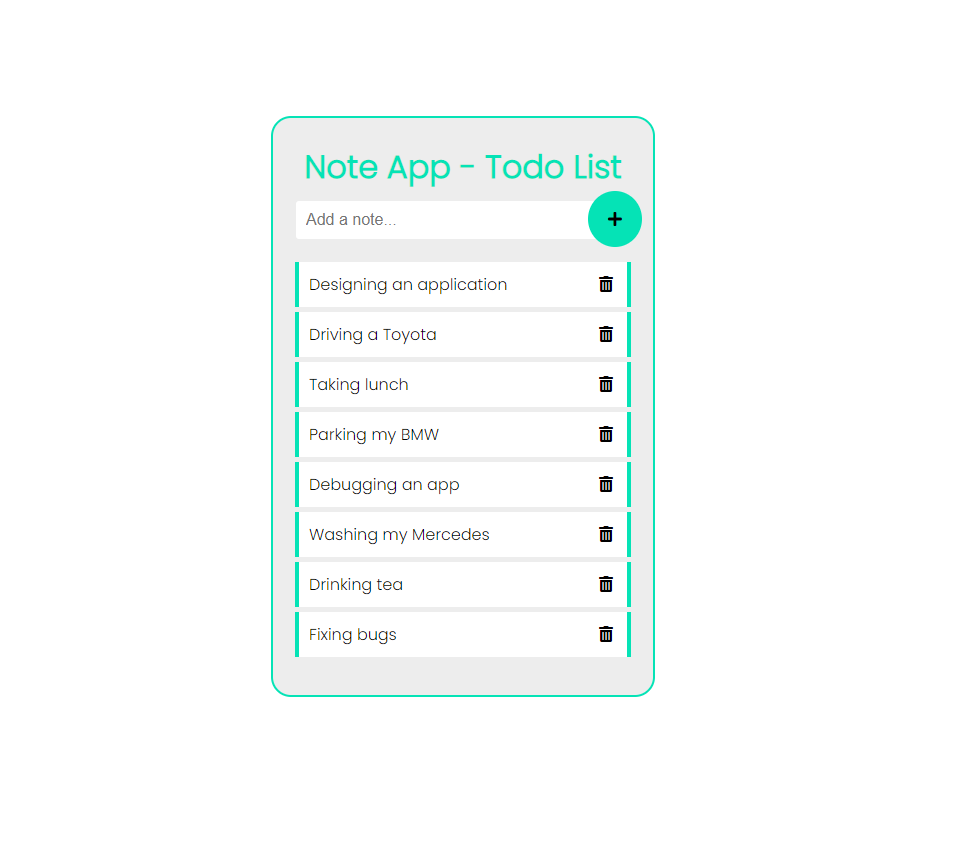 Note App - Todo List
Add a note...
Designing an application
Driving a Toyota
Taking lunch
Parking my BMW
Debugging an app
Washing my Mercedes
Drinking tea
Fixing bugs